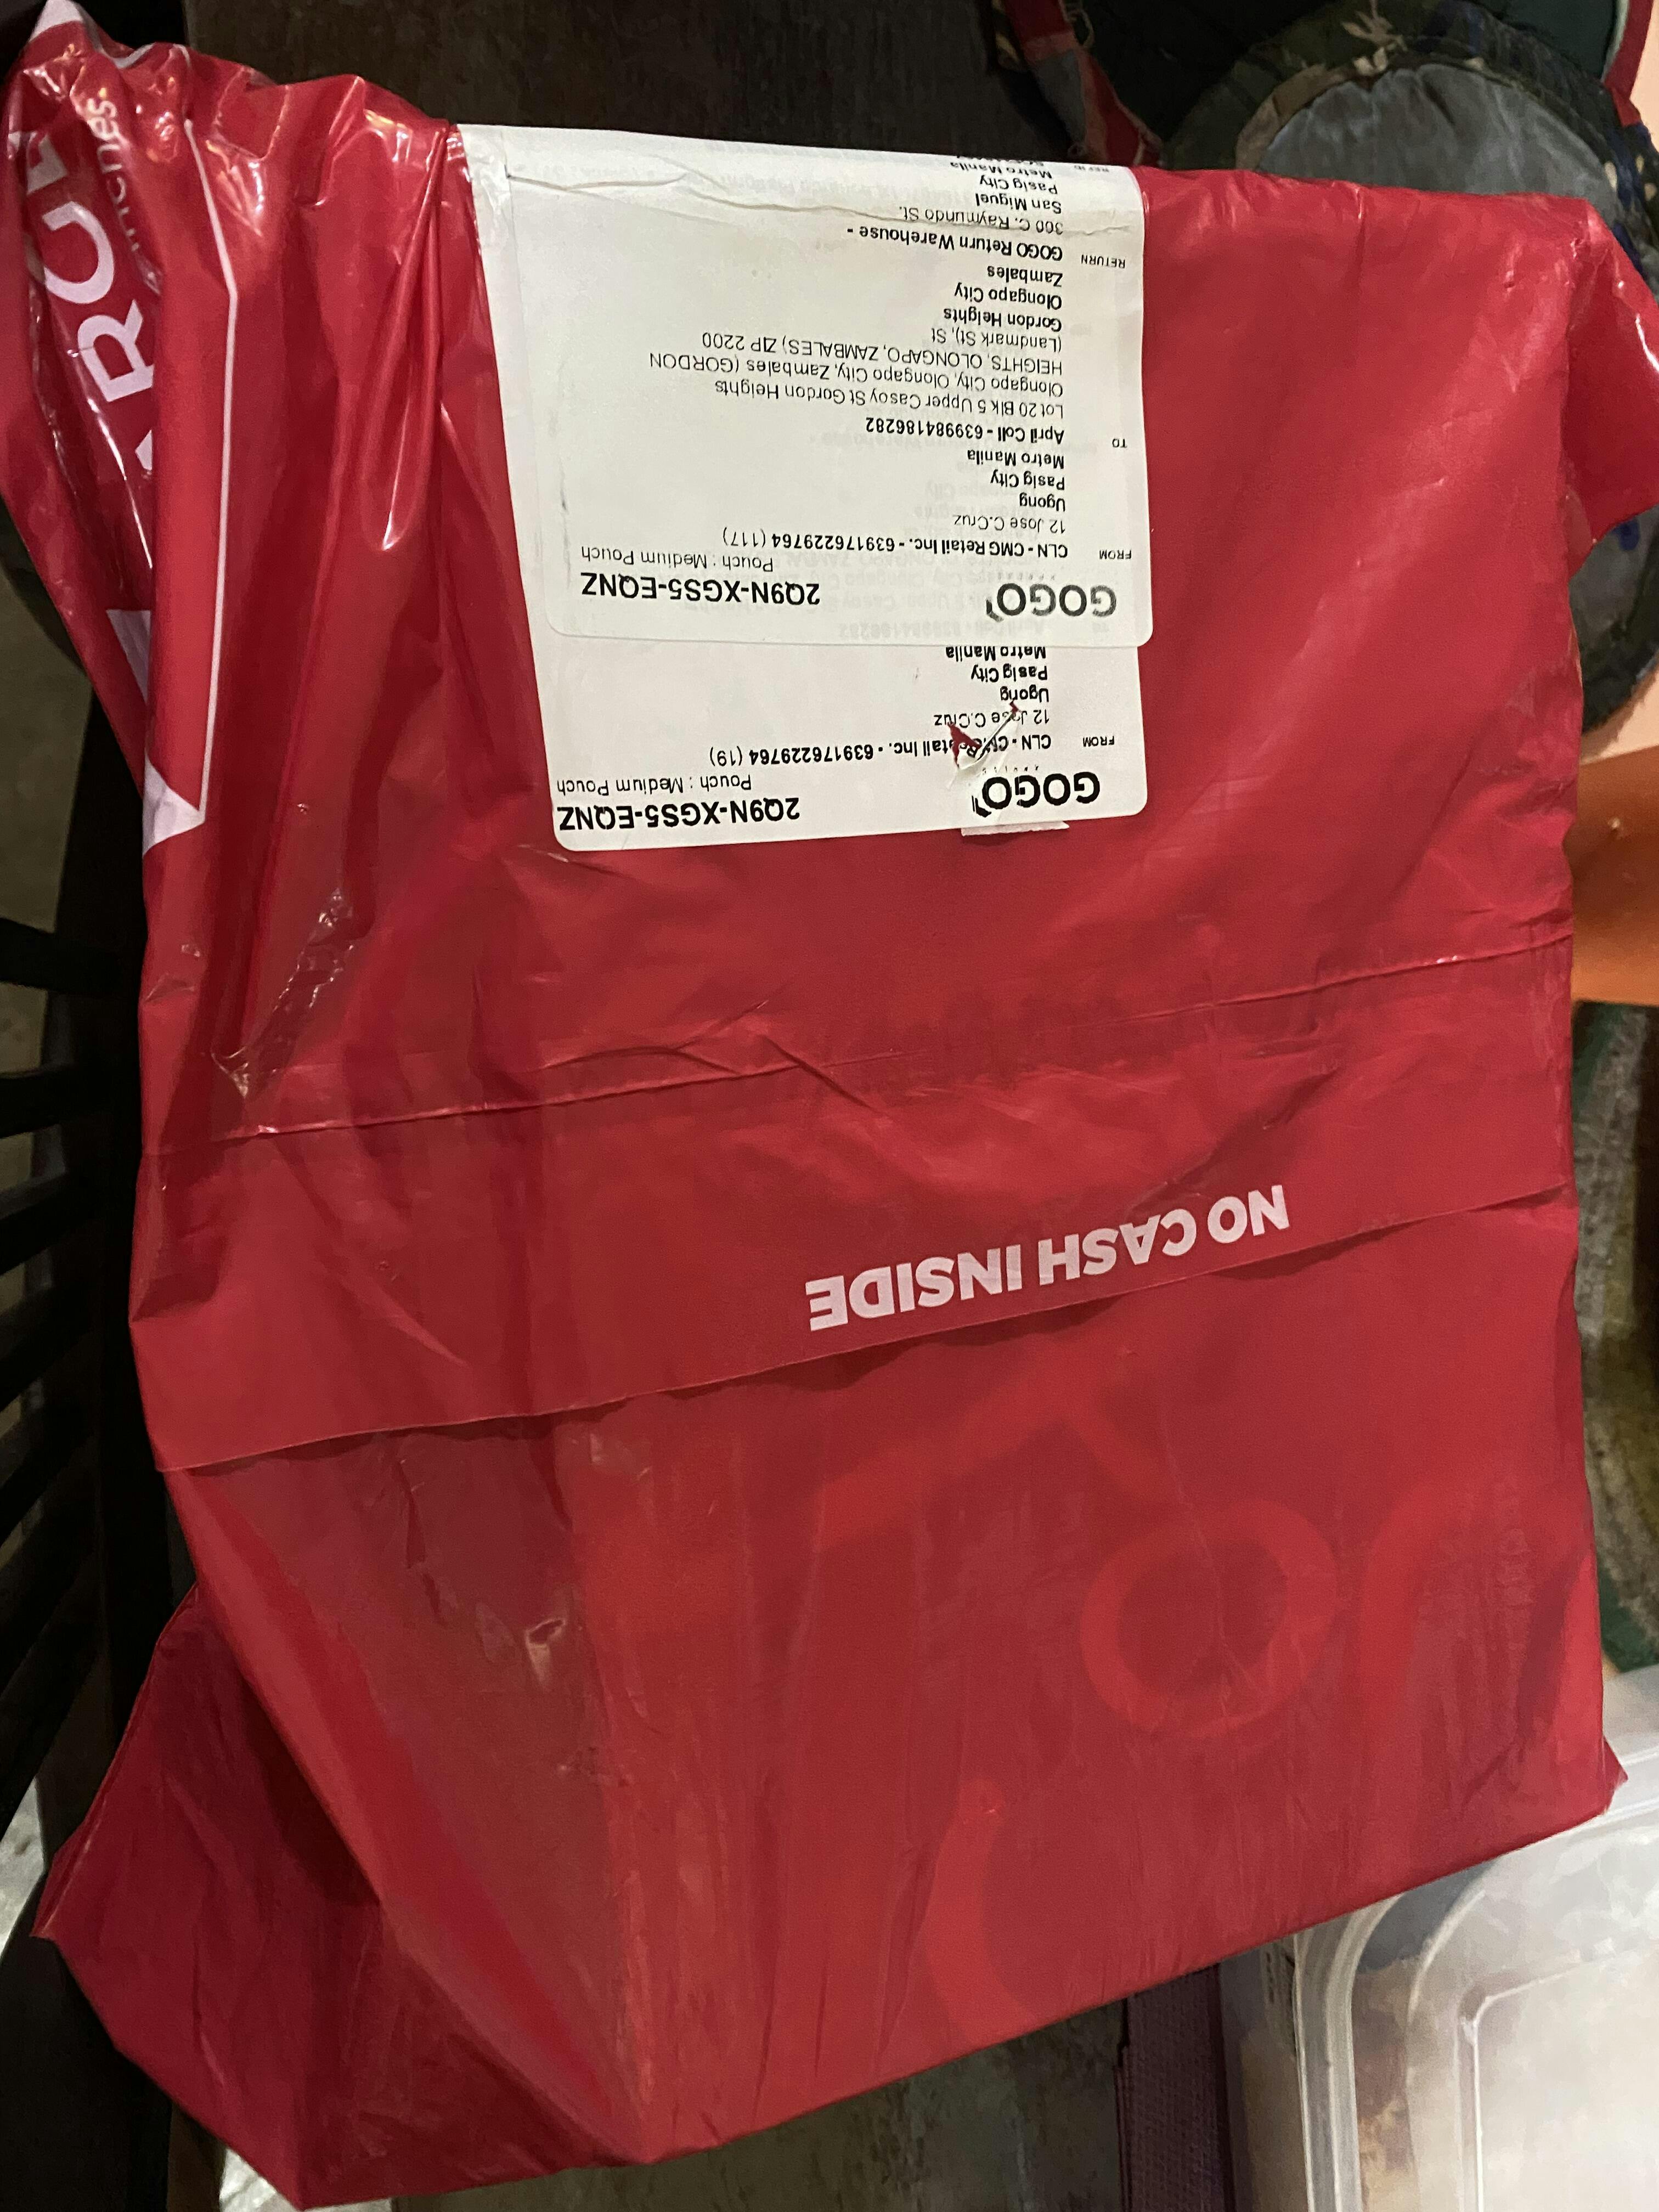 GOGO
2Q9N-XGS5-EQNZ
Pouch : Medium Pouch
FROM
CLN - Retail Inc. - 639176229764 (19)
12 Jose C.Cruz
Ugong
Pasig City
Metro Manila
GOGO
2Q9N-XGS5-EQNZ
Pouch : Medium Pouch
FROM
CLN - CMG Retail Inc. - 639176229764 (117)
12 Jose C.Cruz
Ugong
Pasig City
Metro Manila
TO
April Coll - 639984186282
Lot 20 Blk 5 Upper Casoy St Gordon Heights
Olongapo City, Olongapo City, Zambales (GORDON
HEIGHTS, OLONGAPO, ZAMBALES) ZIP 2200
(Landmark St), St
Gordon Heights
Olongapo City
Zambales
RETURN
GOGO Return Warehouse -
300 C. Raymundo St.
San Miguel
Pasig City
Metro Manila
NO CASH INSIDE